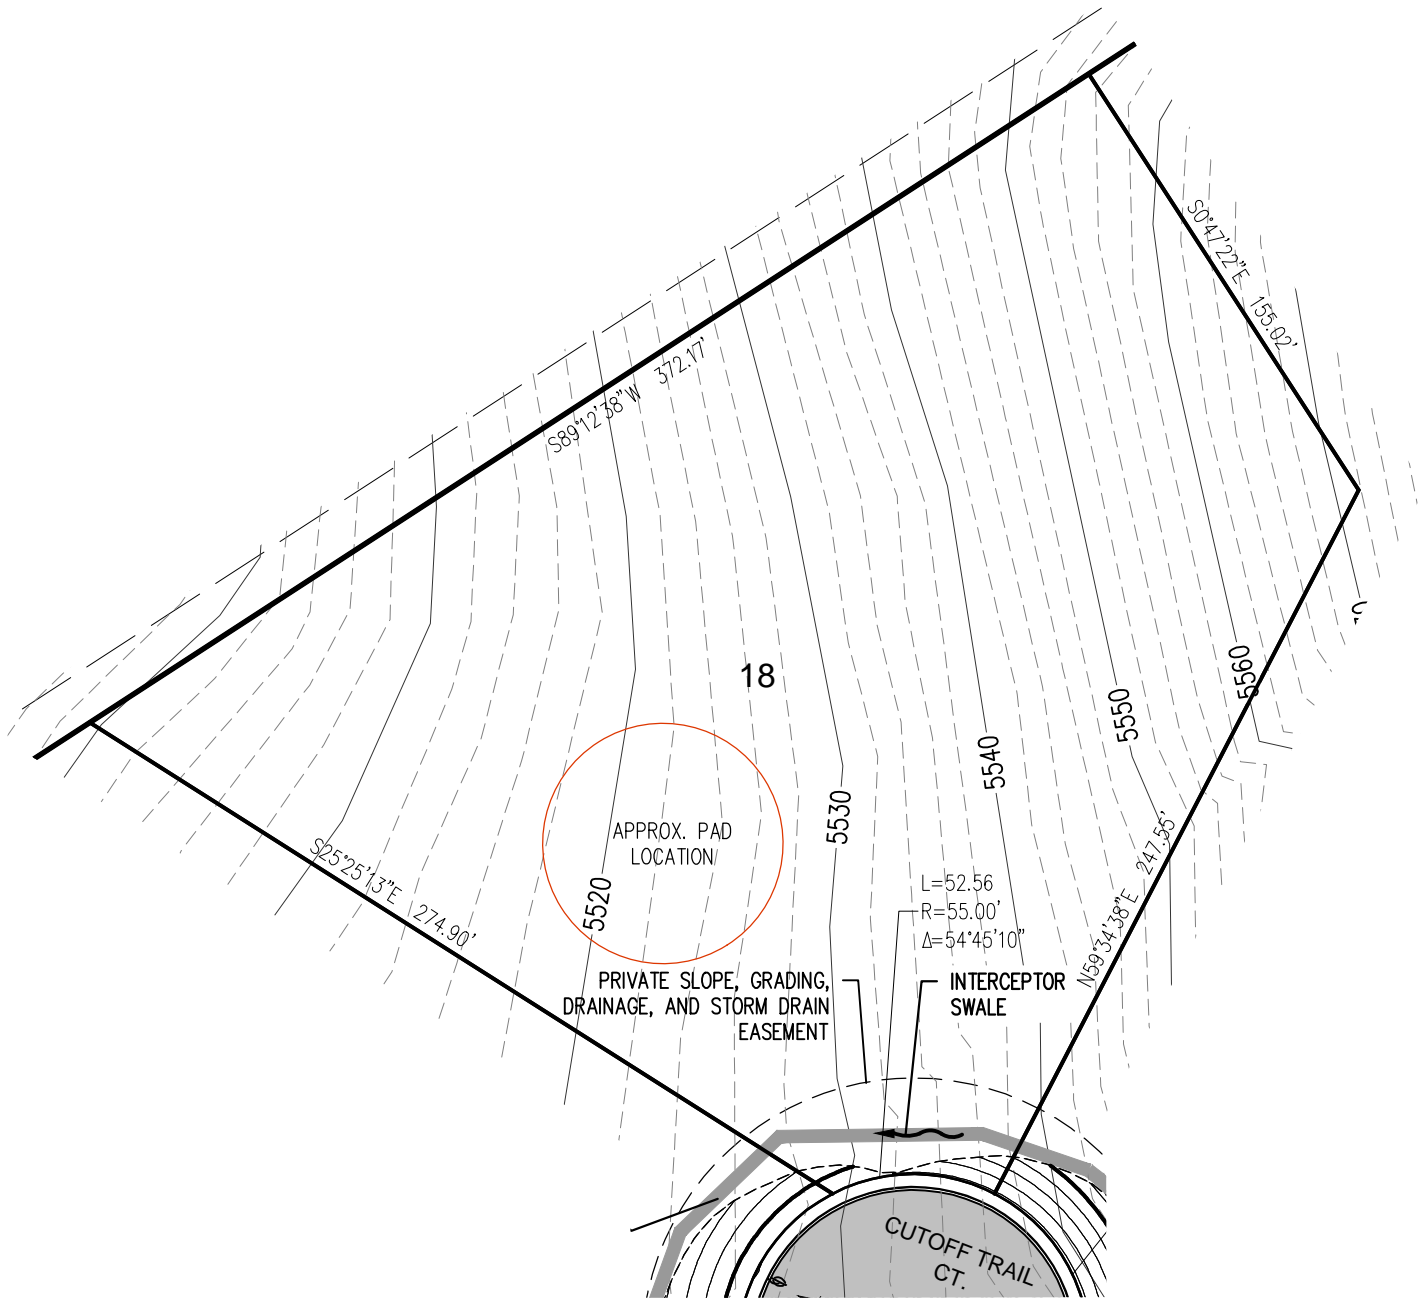 S0°47'22"E 155.02'
S89°12'38"W 372.17'
18
5560
5550
5540
5530
5520
APPROX. PAD
LOCATION
S25°25'13"E 274.90'
L=52.56
R=55.00'
Δ=54°45'10"
N59°34'38"E 247.55'
PRIVATE SLOPE, GRADING,
DRAINAGE, AND STORM DRAIN
EASEMENT
INTERCEPTOR
SWALE
CUTOFF TRAIL
CT.